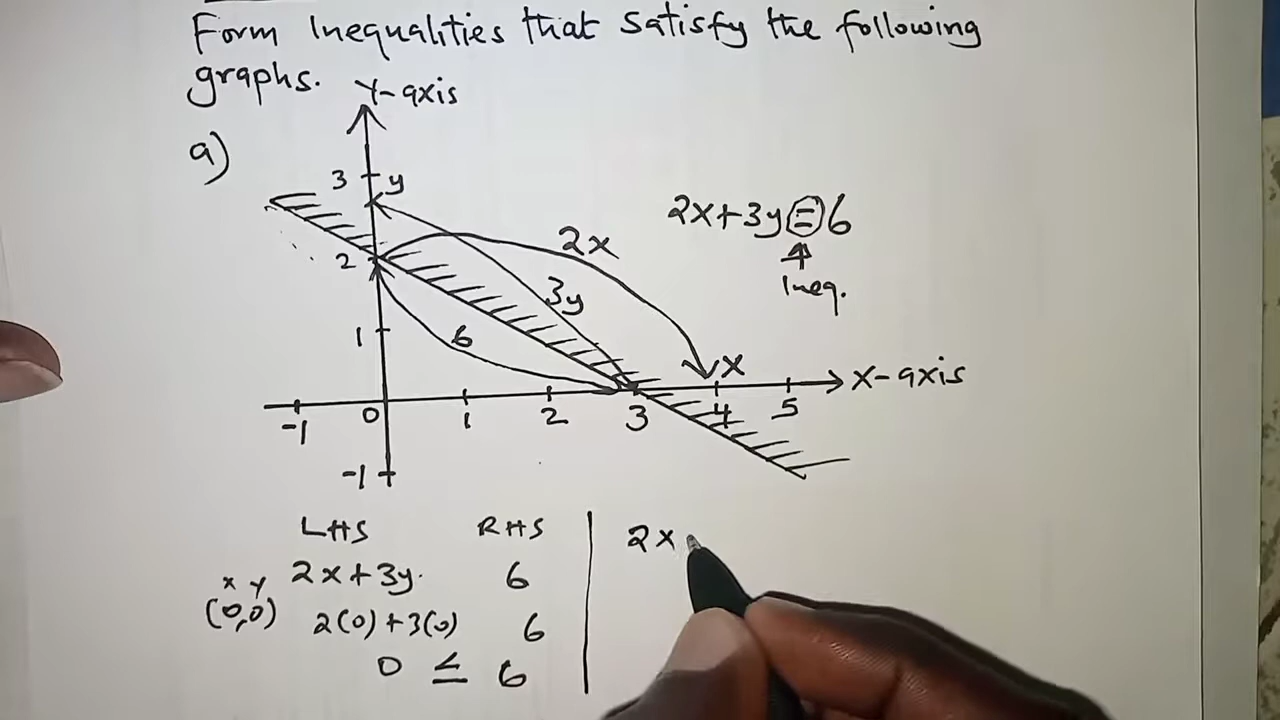 Form Inequalities that Satisfy the following
graphs.
Y-axis
a)
3 y
2x+3y=6
2x
2
Ineq.
3y
1
6
x
X-axis
-1 0 1 2 3 4 5
-1
LHS RHS
2x
x y 2x+3y. 6
(0,0) 2(0)+3(0) 6
0 ≤ 6